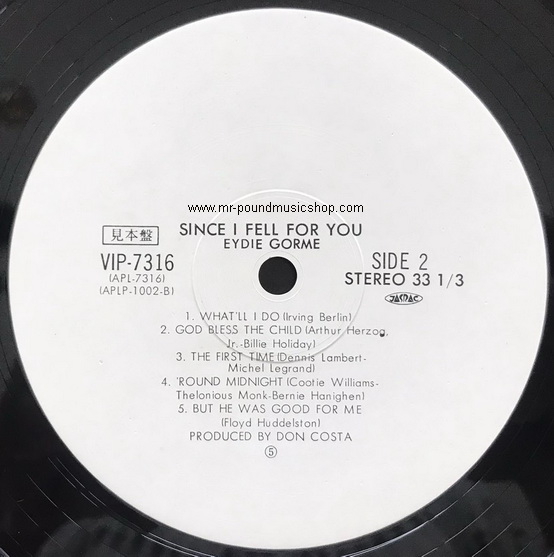 www.mr-poundmusicshop.com
SINCE I FELL FOR YOU
EYDIE GORME
見本盤
VIP-7316
(APL-7316)
(APLP-1002-B)
SIDE 2
STEREO 33 1/3
JASRAC
1. WHAT'LL I DO (Irving Berlin)
2. GOD BLESS THE CHILD (Arthur Herzog,
Jr.-Billie Holiday)
3. THE FIRST TIME (Dennis Lambert-
Michel Legrand)
4. 'ROUND MIDNIGHT (Cootie Williams-
Thelonious Monk-Bernie Hanighen)
5. BUT HE WAS GOOD FOR ME
(Floyd Huddelston)
PRODUCED BY DON COSTA
⑤